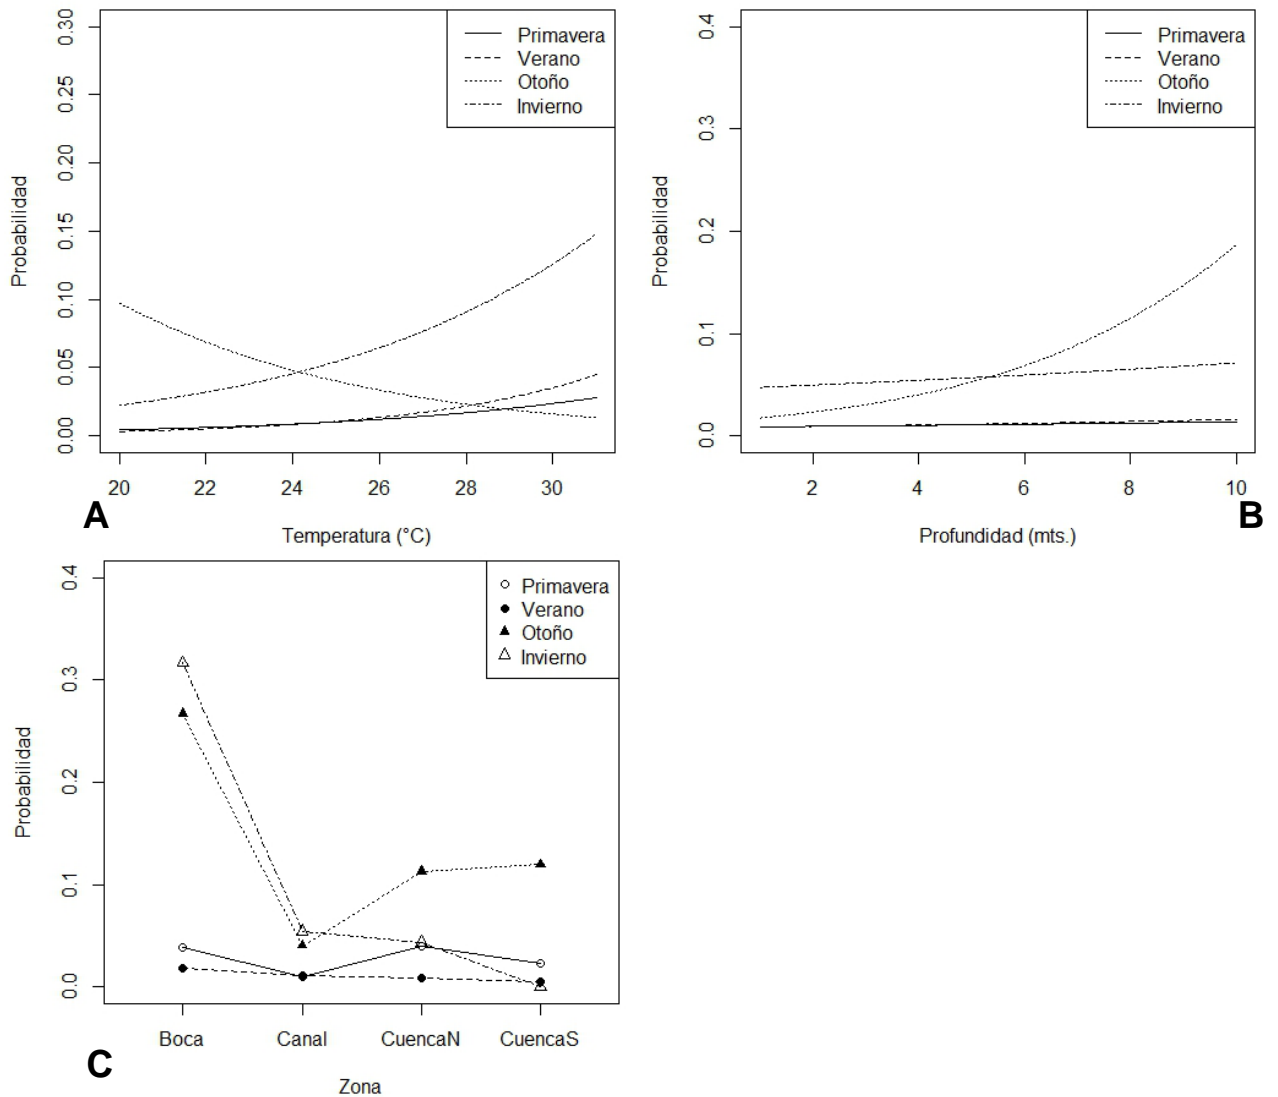 0.30
0.25
0.20
0.15
0.10
0.05
0.00
Probabilidad
Primavera
Verano
Otoño
Invierno
20 22 24 26 28 30
A
Temperatura (°C)
0.4
0.3
0.2
0.1
0.0
Probabilidad
Primavera
Verano
Otoño
Invierno
2 4 6 8 10
B
Profundidad (mts.)
0.4
0.3
0.2
0.1
0.0
Probabilidad
Primavera
Verano
Otoño
Invierno
Boca Canal CuencaN CuencaS
C
Zona